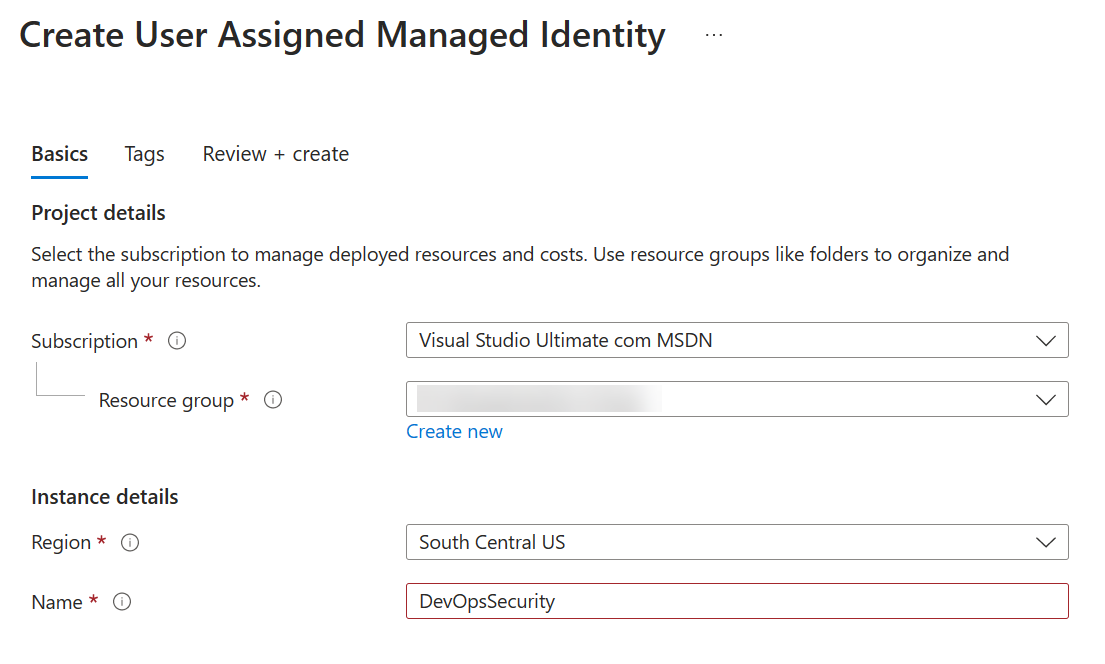 Create User Assigned Managed Identity ...
Basics Tags Review + create
Project details
Select the subscription to manage deployed resources and costs. Use resource groups like folders to organize and
manage all your resources.
Subscription * Visual Studio Ultimate com MSDN
Resource group *
Create new
Instance details
Region * South Central US
Name * DevOpsSecurity